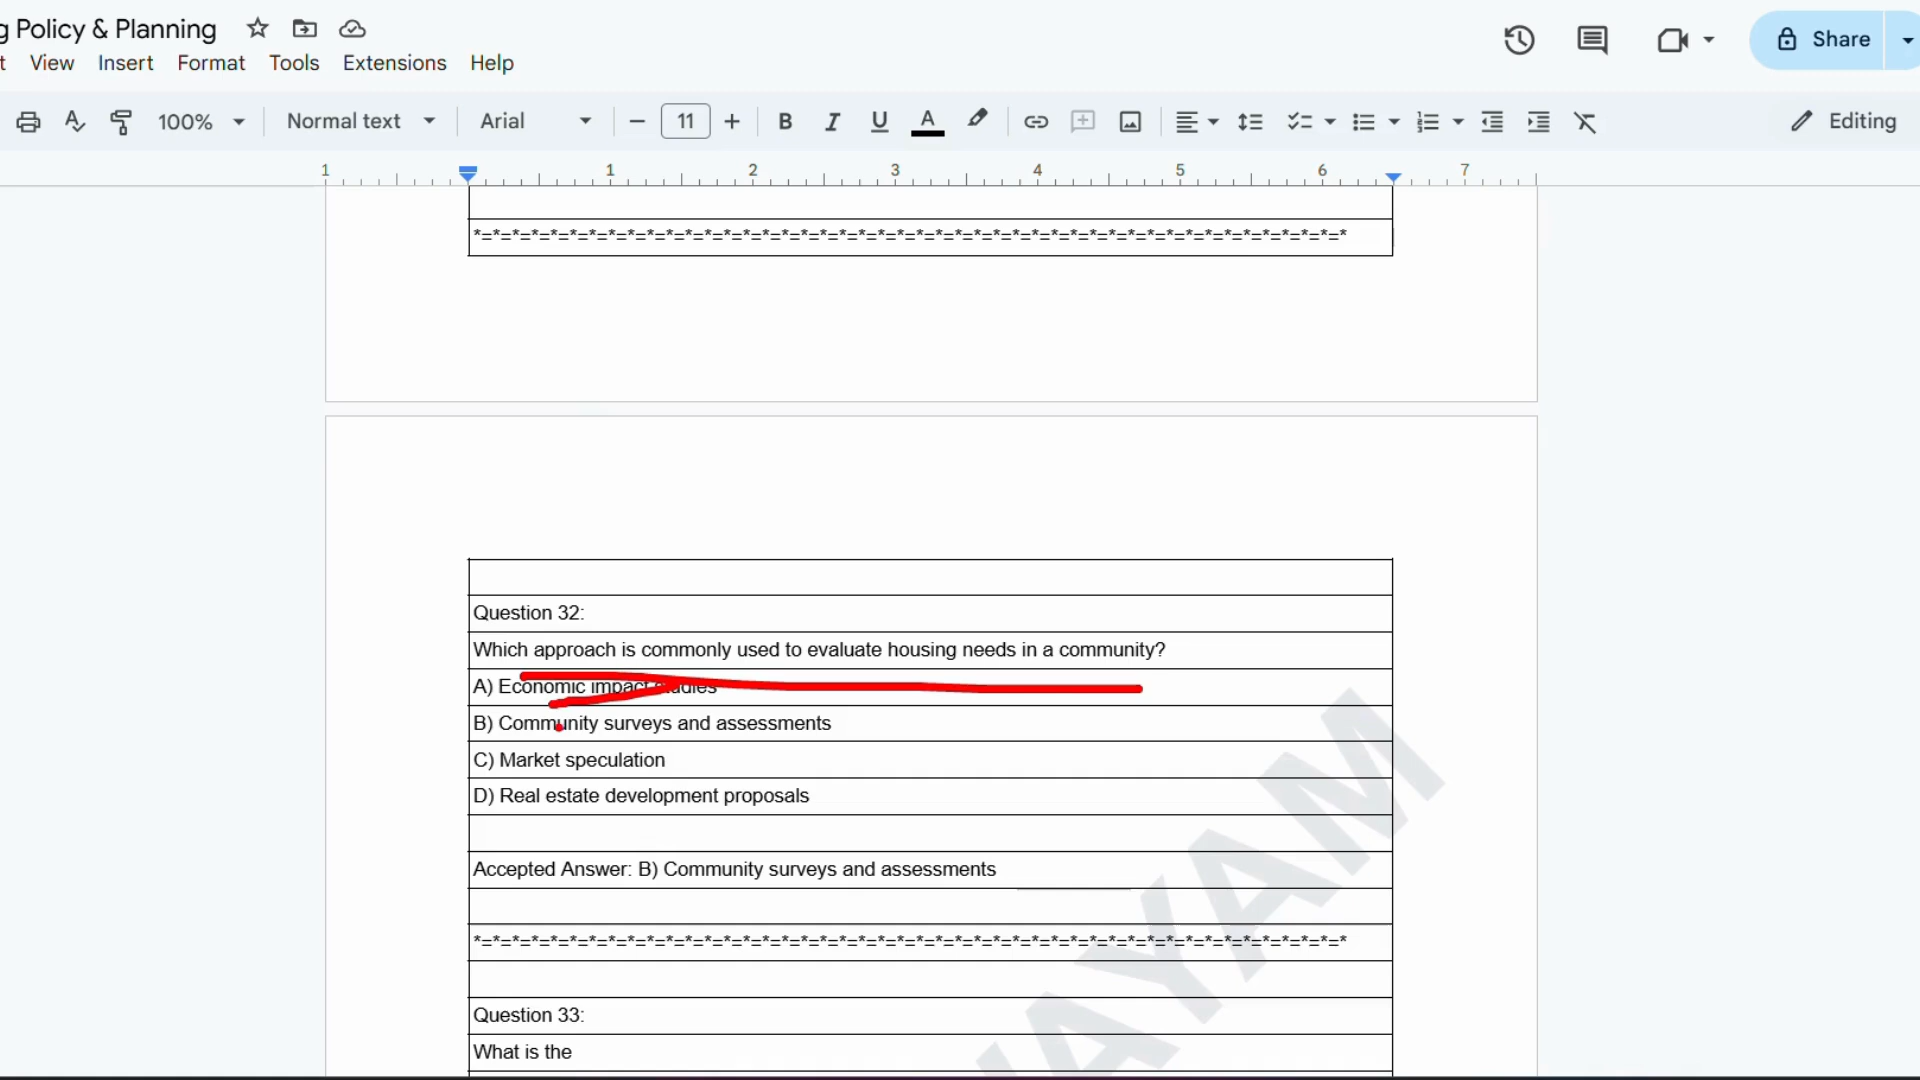 g Policy & Planning
Share
t View Insert Format Tools Extensions Help
100% Normal text Arial 11 B I U A Editing
1 1 2 3 4 5 6 7
*=*=*=*=*=*=*=*=*=*=*=*=*=*=*=*=*=*=*=*=*=*=*=*=*=*=*=*=*=*=*=*=*=*=*=*=*=*=*=*=*=*=*=*=*=*
Question 32:
Which approach is commonly used to evaluate housing needs in a community?
A) Economic impact studies
B) Community surveys and assessments
C) Market speculation
D) Real estate development proposals
Accepted Answer: B) Community surveys and assessments
*=*=*=*=*=*=*=*=*=*=*=*=*=*=*=*=*=*=*=*=*=*=*=*=*=*=*=*=*=*=*=*=*=*=*=*=*=*=*=*=*=*=*=*=*=*
Question 33:
What is the
AYAM